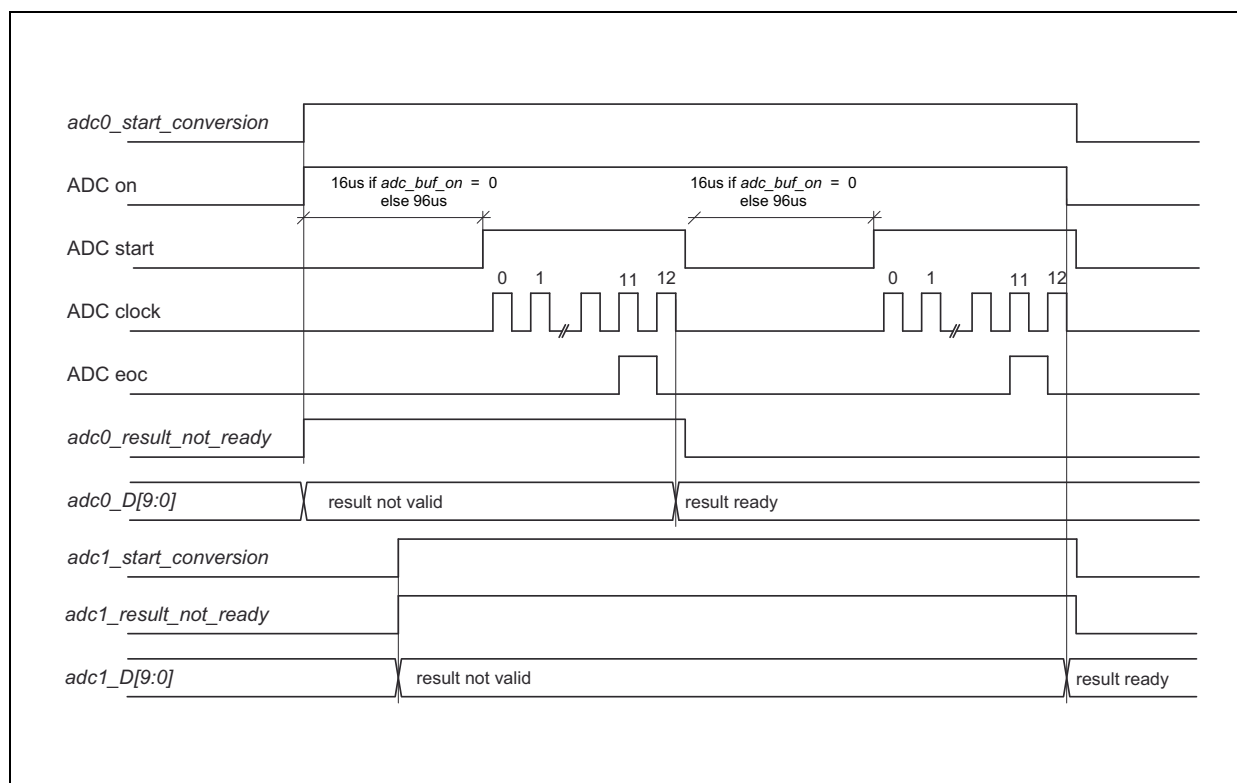 adc0_start_conversion
ADC on
16us if adc_buf_on = 0
else 96us
16us if adc_buf_on = 0
else 96us
ADC start
0 1 11 12 0 1 11 12
ADC clock
ADC eoc
adc0_result_not_ready
adc0_D[9:0] result not valid result ready
adc1_start_conversion
adc1_result_not_ready
adc1_D[9:0] result not valid result ready